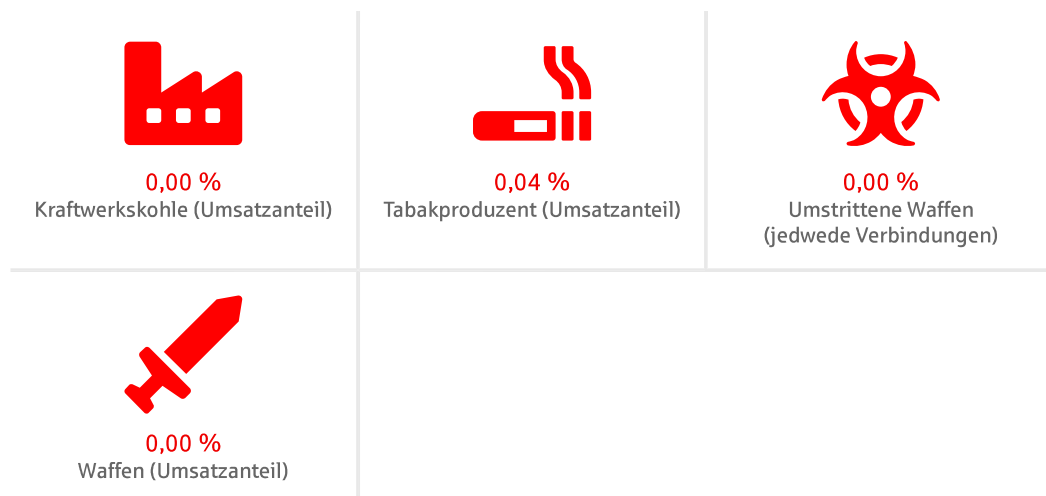 0,00 %
Kraftwerkskohle (Umsatzanteil)
0,04 %
Tabakproduzent (Umsatzanteil)
0,00 %
Umstrittene Waffen
(jedwede Verbindungen)
0,00 %
Waffen (Umsatzanteil)